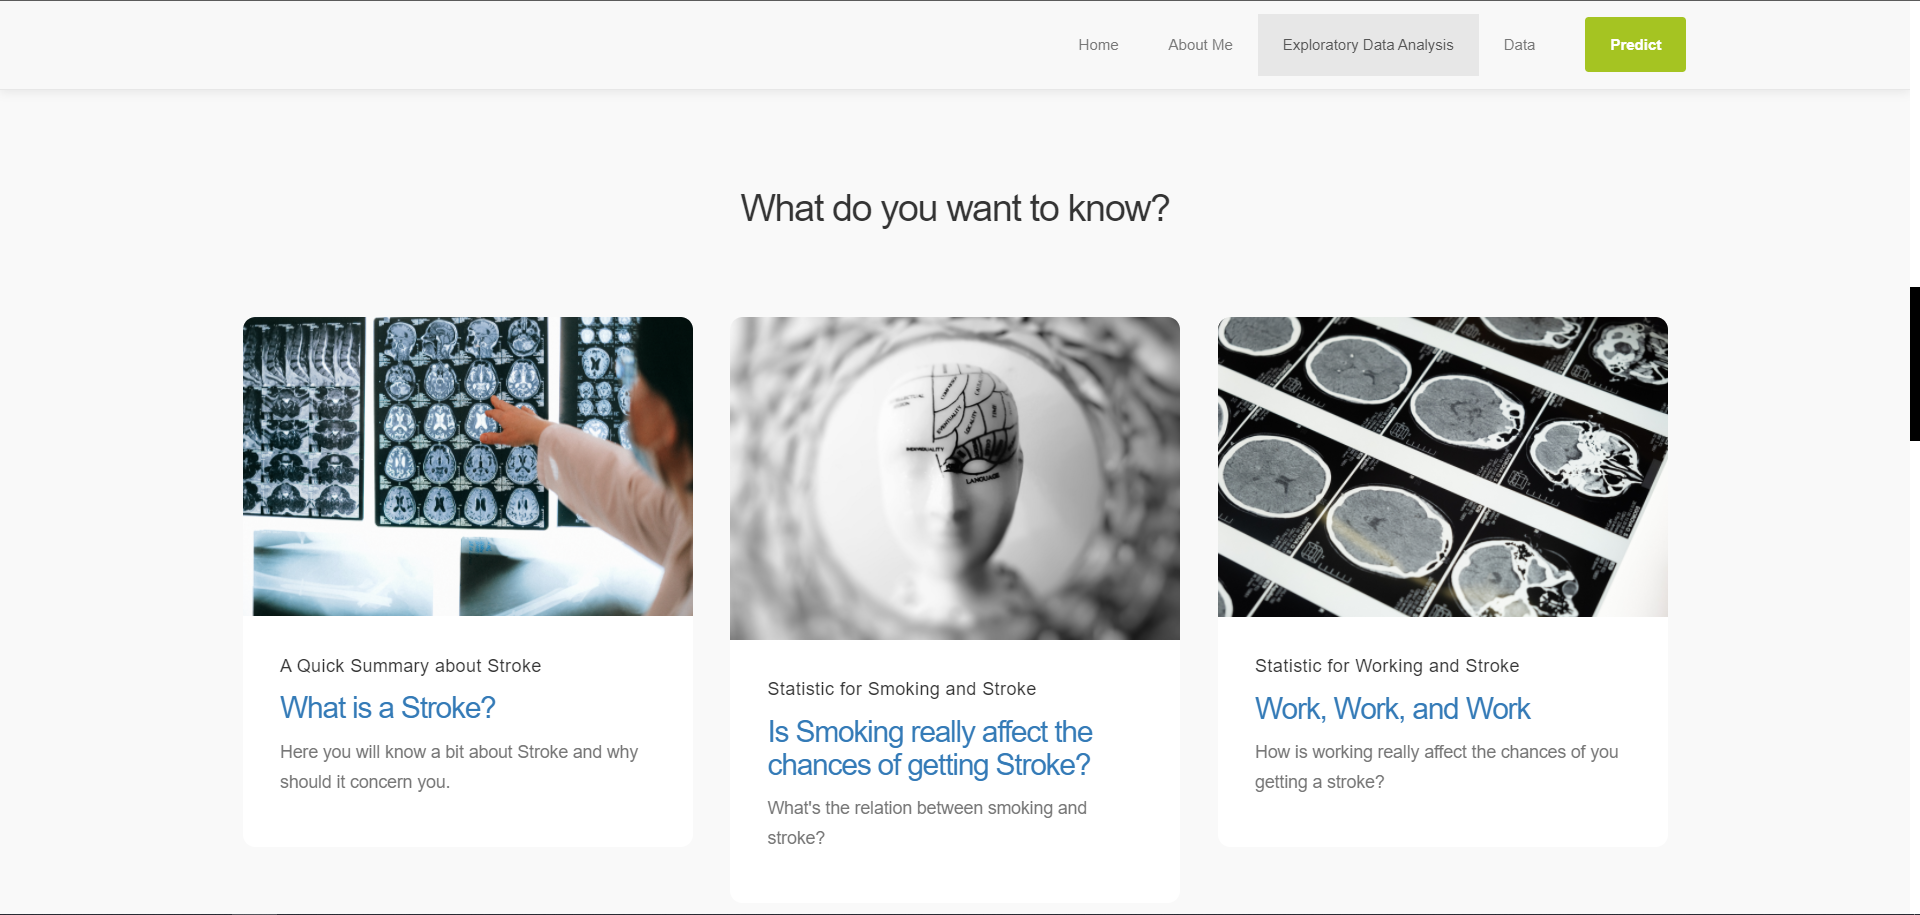 Home About Me Exploratory Data Analysis Data Predict
What do you want to know?
INDIVIDUALITY
LANGUAGE
A Quick Summary about Stroke
What is a Stroke?
Here you will know a bit about Stroke and why
should it concern you.
Statistic for Smoking and Stroke
Is Smoking really affect the
chances of getting Stroke?
What's the relation between smoking and
stroke?
Statistic for Working and Stroke
Work, Work, and Work
How is working really affect the chances of you
getting a stroke?